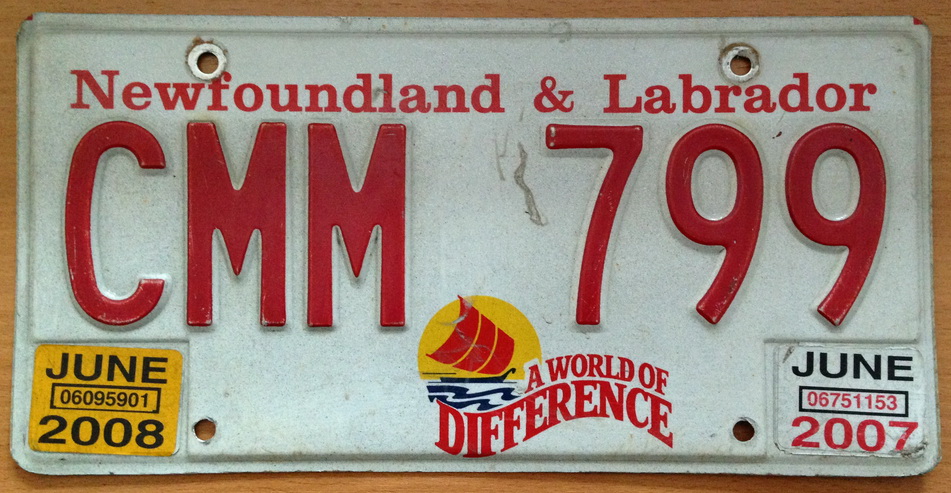 Newfoundland & Labrador
CMM 799
A WORLD OF
DIFFERENCE
JUNE
06095901
2008
JUNE
06751153
2007